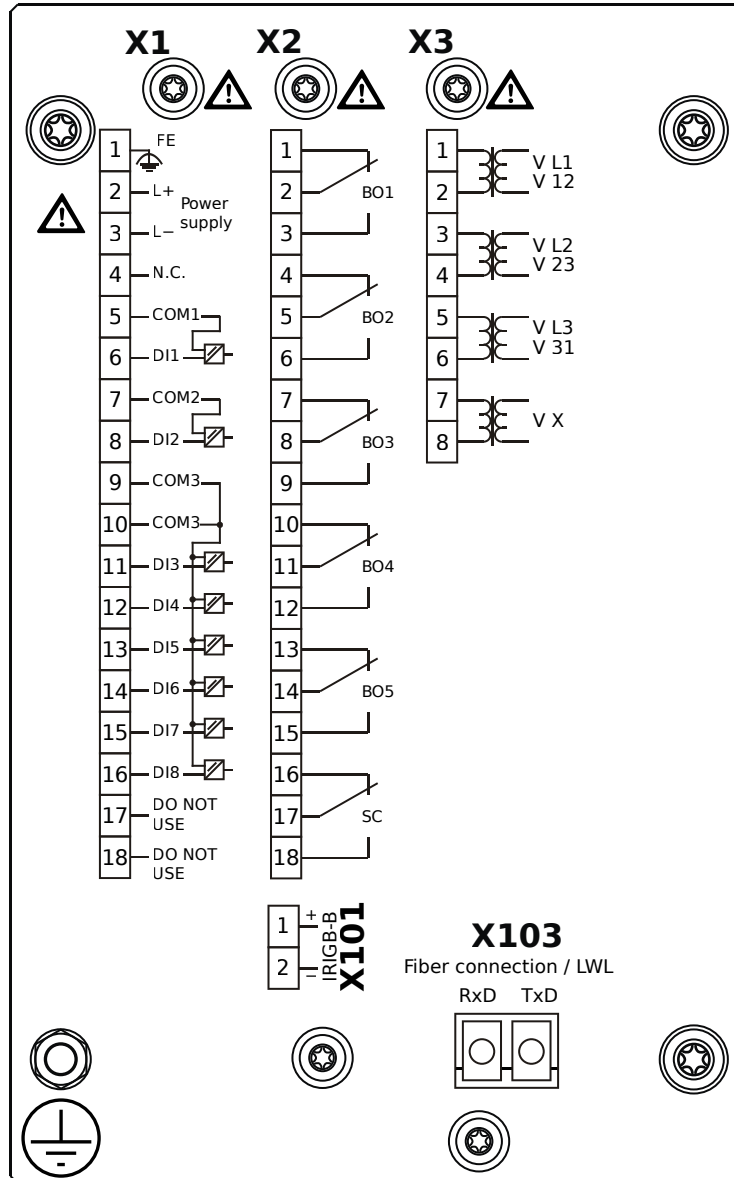 X1
1 FE
2 L+
Power
supply
3 L−
4 N.C.
5 COM1
6 DI1
7 COM2
8 DI2
9 COM3
10 COM3
11 DI3
12 DI4
13 DI5
14 DI6
15 DI7
16 DI8
17 DO NOT
USE
18 DO NOT
USE
X2
1
2 BO1
3
4
5 BO2
6
7
8 BO3
9
10
11 BO4
12
13
14 BO5
15
16
17 SC
18
X3
1 V L1
2 V 12
3 V L2
4 V 23
5 V L3
6 V 31
7
V X
8
1 +
2 −
IRIGB-B
X101
X103
Fiber connection / LWL
RxD TxD